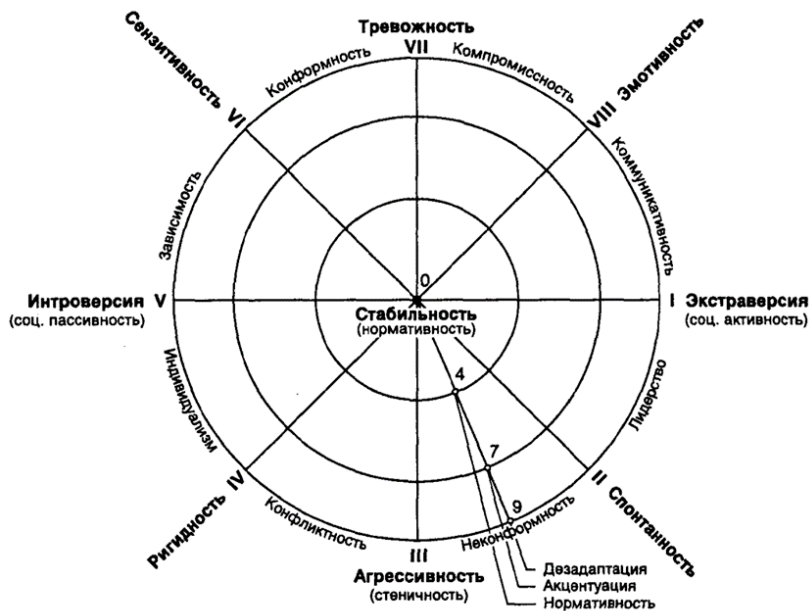 Тревожность
VII
Сензитивность VI
VIII Эмотивность
Конформность
Компромиссность
Зависимость
Коммуникативность
0
Интроверсия V
(соц. пассивность)
Стабильность
(нормативность)
I Экстраверсия
(соц. активность)
4
Индивидуализм
Лидерство
7
Ригидность IV
II Спонтанность
9
Конфликтность
Неконформность
III
Агрессивность
(стеничность)
Дезадаптация
Акцентуация
Нормативность